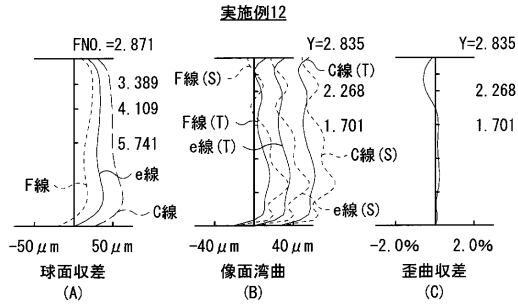 実施例12
FNO.=2.871
3.389
4.109
5.741
F線
e線
C線
-50μm
50μm
球面収差
(A)
Y=2.835
F線(S)
C線(T)
2.268
F線(T)
1.701
e線(T)
C線(S)
e線(S)
-40μm
40μm
像面湾曲
(B)
Y=2.835
2.268
1.701
-2.0%
2.0%
歪曲収差
(C)